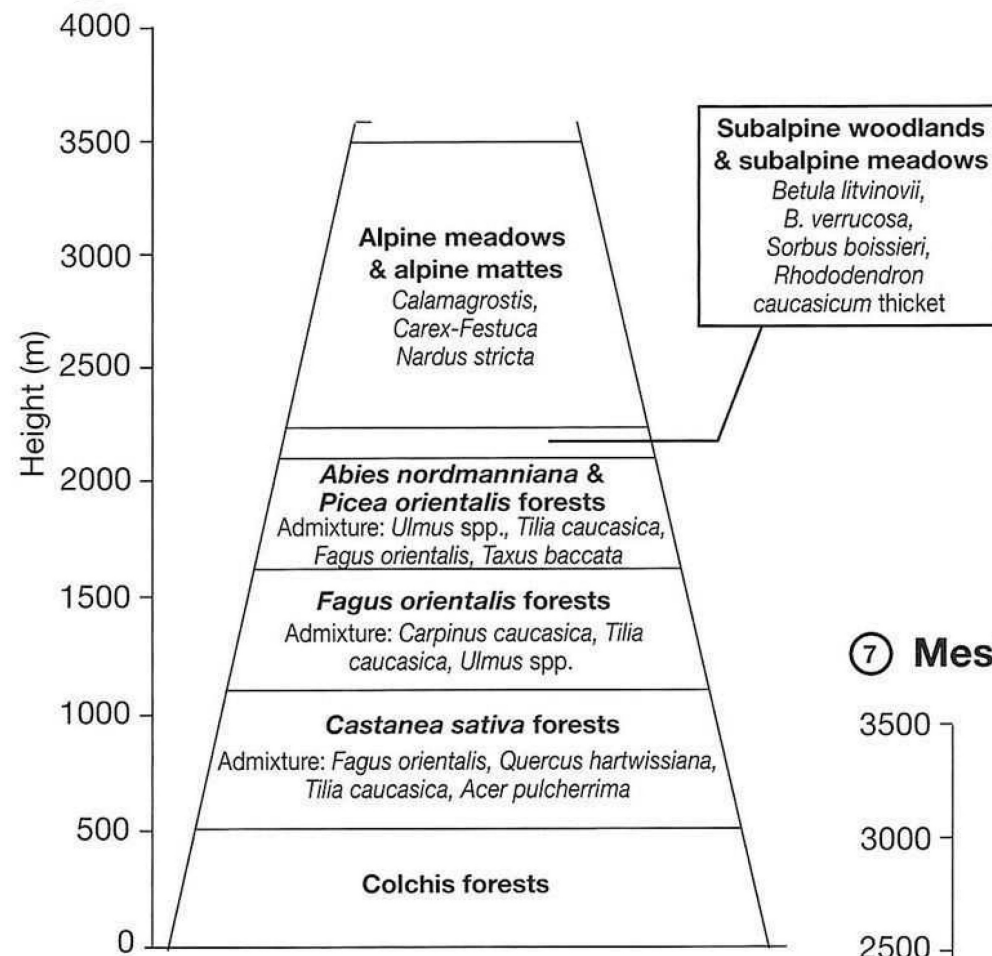 4000
3500
3000
2500
2000
1500
1000
500
0
Height (m)
Subalpine woodlands
& subalpine meadows
Betula litvinovii,
B. verrucosa,
Sorbus boissieri,
Rhododendron
caucasicum thicket
Alpine meadows
& alpine mattes
Calamagrostis,
Carex-Festuca
Nardus stricta
Abies nordmanniana &
Picea orientalis forests
Admixture: Ulmus spp., Tilia caucasica,
Fagus orientalis, Taxus baccata
Fagus orientalis forests
Admixture: Carpinus caucasica, Tilia
caucasica, Ulmus spp.
Castanea sativa forests
Admixture: Fagus orientalis, Quercus hartwissiana,
Tilia caucasica, Acer pulcherrima
Colchis forests
7 Mes
3500
3000
2500